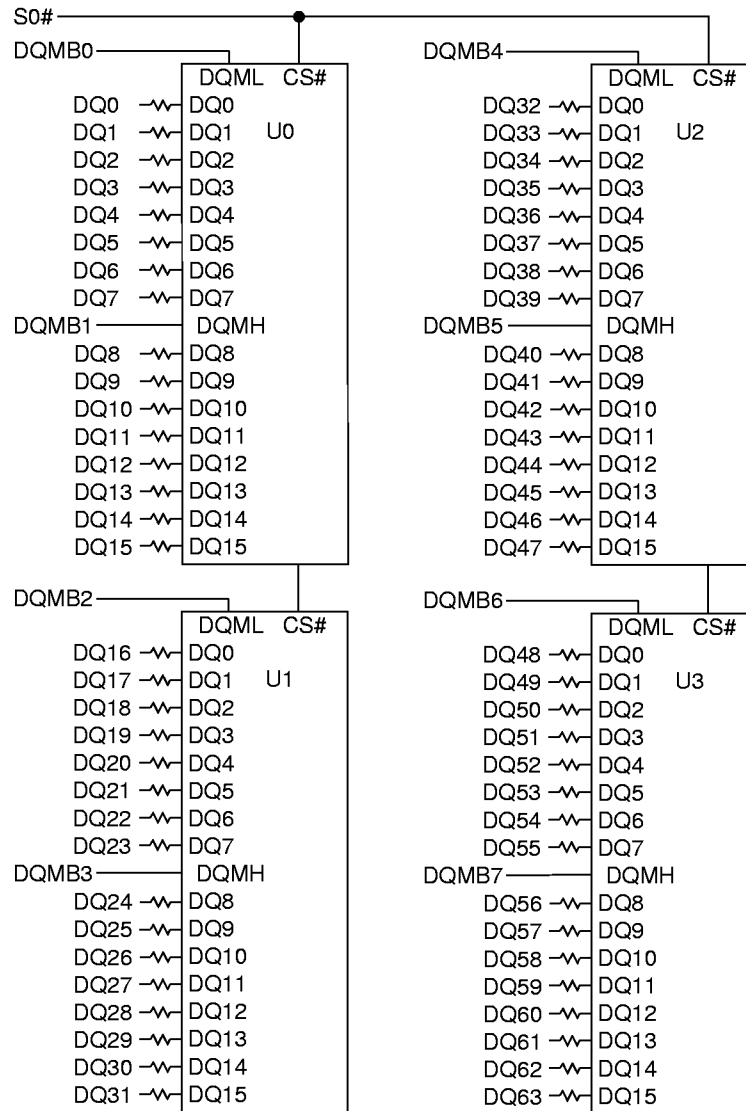 S0#
DQMB0
DQML CS#
DQ0 DQ0
DQ1 DQ1 U0
DQ2 DQ2
DQ3 DQ3
DQ4 DQ4
DQ5 DQ5
DQ6 DQ6
DQ7 DQ7
DQMB1 DQMH
DQ8 DQ8
DQ9 DQ9
DQ10 DQ10
DQ11 DQ11
DQ12 DQ12
DQ13 DQ13
DQ14 DQ14
DQ15 DQ15
DQMB2
DQML CS#
DQ16 DQ0
DQ17 DQ1 U1
DQ18 DQ2
DQ19 DQ3
DQ20 DQ4
DQ21 DQ5
DQ22 DQ6
DQ23 DQ7
DQMB3 DQMH
DQ24 DQ8
DQ25 DQ9
DQ26 DQ10
DQ27 DQ11
DQ28 DQ12
DQ29 DQ13
DQ30 DQ14
DQ31 DQ15
DQMB4
DQML CS#
DQ32 DQ0
DQ33 DQ1 U2
DQ34 DQ2
DQ35 DQ3
DQ36 DQ4
DQ37 DQ5
DQ38 DQ6
DQ39 DQ7
DQMB5 DQMH
DQ40 DQ8
DQ41 DQ9
DQ42 DQ10
DQ43 DQ11
DQ44 DQ12
DQ45 DQ13
DQ46 DQ14
DQ47 DQ15
DQMB6
DQML CS#
DQ48 DQ0
DQ49 DQ1 U3
DQ50 DQ2
DQ51 DQ3
DQ52 DQ4
DQ53 DQ5
DQ54 DQ6
DQ55 DQ7
DQMB7 DQMH
DQ56 DQ8
DQ57 DQ9
DQ58 DQ10
DQ59 DQ11
DQ60 DQ12
DQ61 DQ13
DQ62 DQ14
DQ63 DQ15